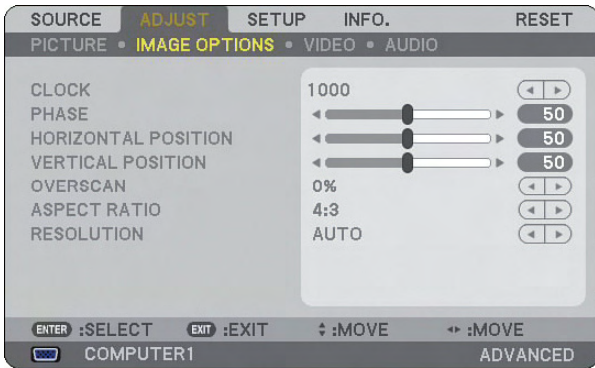 SOURCE ADJUST SETUP INFO. RESET
PICTURE • IMAGE OPTIONS • VIDEO • AUDIO
CLOCK 1000
PHASE 50
HORIZONTAL POSITION 50
VERTICAL POSITION 50
OVERSCAN 0%
ASPECT RATIO 4:3
RESOLUTION AUTO
ENTER :SELECT EXIT :EXIT :MOVE :MOVE
COMPUTER1 ADVANCED